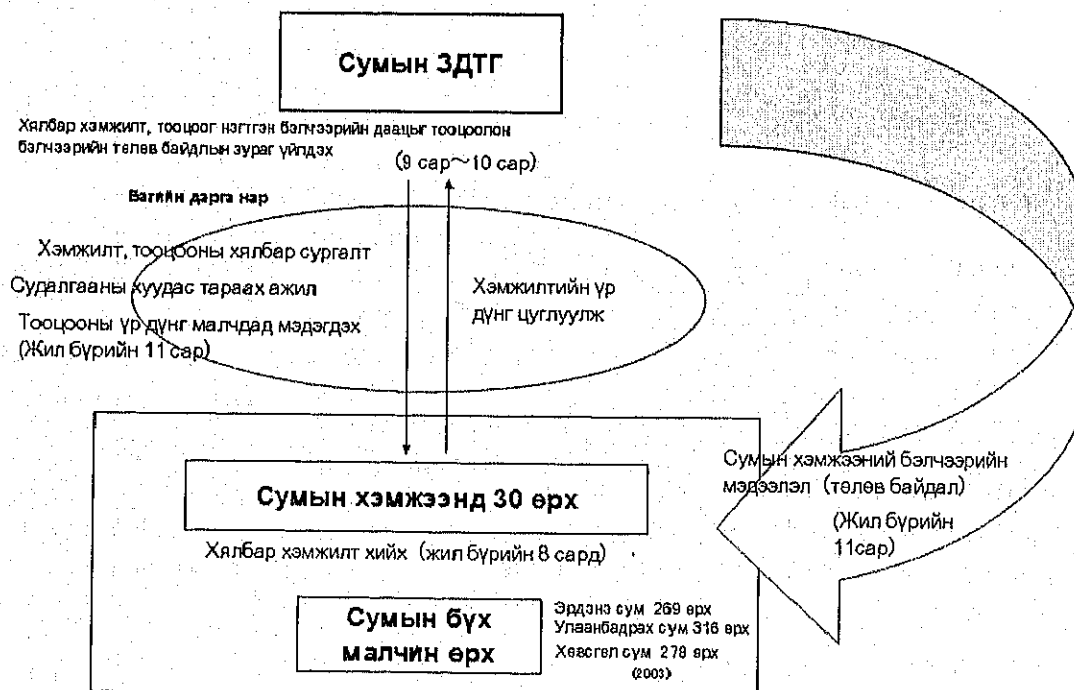 Сумын ЗДТГ
Хялбар хэмжилт, тооцоог нэгтгэн бэлчээрийн даацыг тооцоолон
бэлчээрийн төлөв байдлын зураг үйлдэх
(9 сар～10 сар)
Багийн дарга нар
Хэмжилт, тооцооны хялбар сургалт
Судалгааны хуудас тараах ажил
Тооцооны үр дүнг малчдад мэдэгдэх
(Жил бүрийн 11 сар)
Хэмжилтийн үр
дүнг цуглуулж
Сумын хэмжээнд 30 өрх
Хялбар хэмжилт хийх (жил бүрийн 8 сард)
Сумын бүх
малчин өрх
Эрдэнэ сум 269 өрх
Улаанбадрах сум 316 өрх
Хөвсгөл сум 278 өрх
(2003)
Сумын хэмжээний бэлчээрийн
мэдээлэл (төлөв байдал)
(Жил бүрийн
11сар)